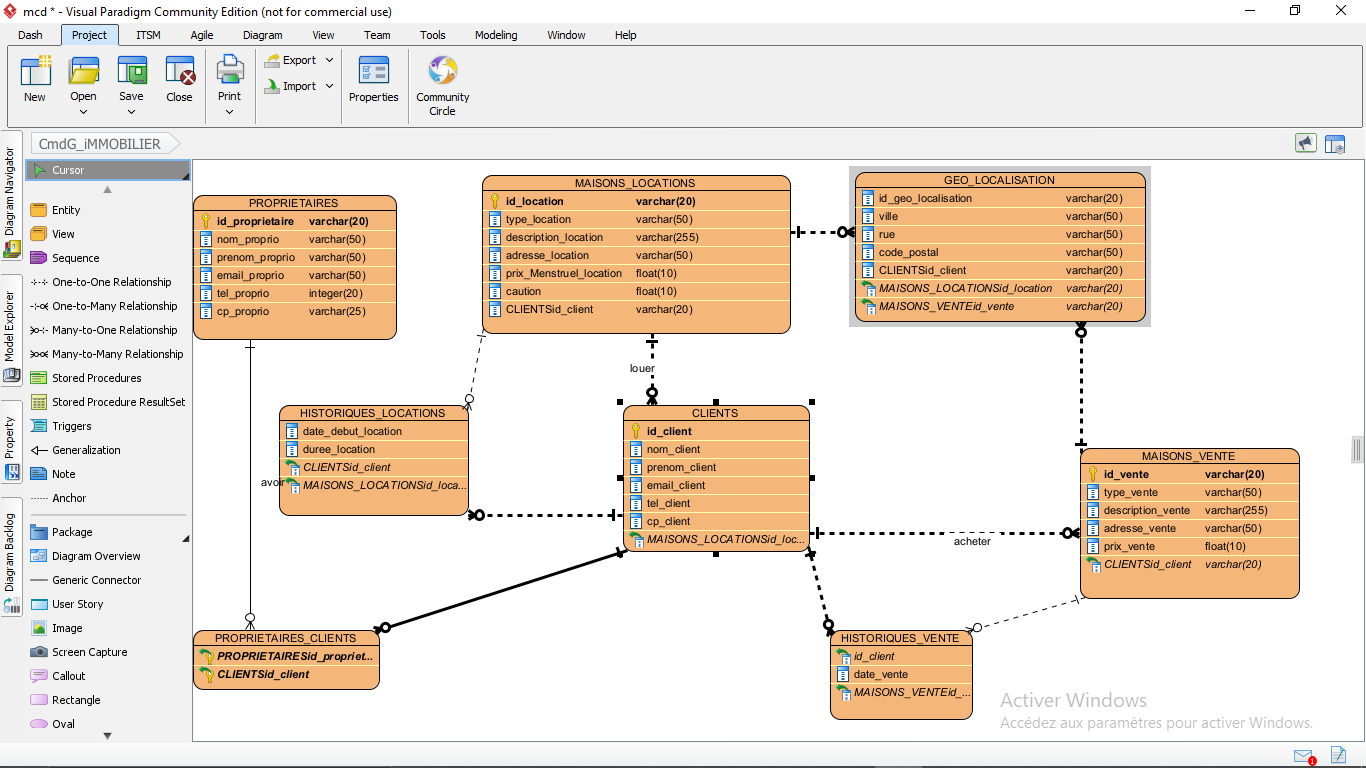 mcd * - Visual Paradigm Community Edition (not for commercial use)
Dash Project ITSM Agile Diagram View Team Tools Modeling Window Help
New Open Save Close Print Export Import Properties Community Circle
CmdG_iMMOBILIER
Diagram Navigator
Model Explorer
Property
Diagram Backlog
Cursor
Entity
View
Sequence
One-to-One Relationship
One-to-Many Relationship
Many-to-One Relationship
Many-to-Many Relationship
Stored Procedures
Stored Procedure ResultSet
Triggers
Generalization
Note
Anchor
Package
Diagram Overview
Generic Connector
User Story
Image
Screen Capture
Callout
Rectangle
Oval
PROPRIETAIRES
id_proprietaire varchar(20)
nom_proprio varchar(50)
prenom_proprio varchar(50)
email_proprio varchar(50)
tel_proprio integer(20)
cp_proprio varchar(25)
MAISONS_LOCATIONS
id_location varchar(20)
type_location varchar(50)
description_location varchar(255)
adresse_location varchar(50)
prix_Menstruel_location float(10)
caution float(10)
CLIENTSid_client varchar(20)
GEO_LOCALISATION
id_geo_localisation varchar(20)
ville varchar(50)
rue varchar(50)
code_postal varchar(50)
CLIENTSid_client varchar(20)
MAISONS_LOCATIONSid_location varchar(20)
MAISONS_VENTEid_vente varchar(20)
louer
HISTORIQUES_LOCATIONS
date_debut_location
duree_location
CLIENTSid_client
MAISONS_LOCATIONSid_loca...
avoir
CLIENTS
id_client
nom_client
prenom_client
email_client
tel_client
cp_client
MAISONS_LOCATIONSid_loc...
acheter
MAISONS_VENTE
id_vente varchar(20)
type_vente varchar(50)
description_vente varchar(255)
adresse_vente varchar(50)
prix_vente float(10)
CLIENTSid_client varchar(20)
PROPRIETAIRES_CLIENTS
PROPRIETAIRESid_propriet...
CLIENTSid_client
HISTORIQUES_VENTE
id_client
date_vente
MAISONS_VENTEid_...
Activer Windows
Accédez aux paramètres pour activer Windows.
1